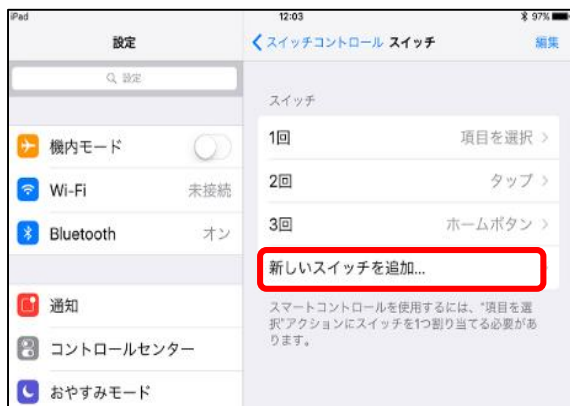 iPad 12:03 97%
設定
設定
機内モード
Wi-Fi 未接続
Bluetooth オン
通知
コントロールセンター
おやすみモード
スイッチコントロール スイッチ 編集
スイッチ
1回 項目を選択
2回 タップ
3回 ホームボタン
新しいスイッチを追加...
スマートコントロールを使用するには、"項目を選
択"アクションにスイッチを1つ割り当てる必要があ
ります。